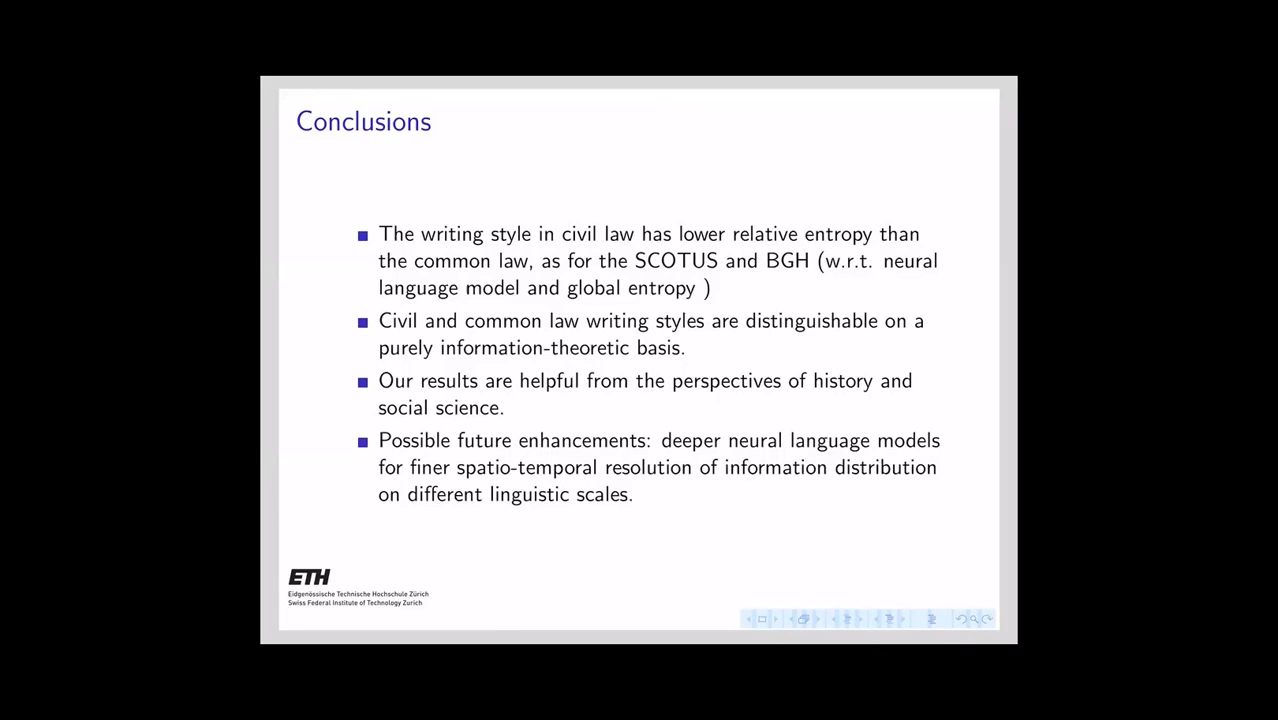 Conclusions
The writing style in civil law has lower relative entropy than
the common law, as for the SCOTUS and BGH (w.r.t. neural
language model and global entropy )
Civil and common law writing styles are distinguishable on a
purely information-theoretic basis.
Our results are helpful from the perspectives of history and
social science.
Possible future enhancements: deeper neural language models
for finer spatio-temporal resolution of information distribution
on different linguistic scales.
ETH
Eidgenössische Technische Hochschule Zürich
Swiss Federal Institute of Technology Zurich